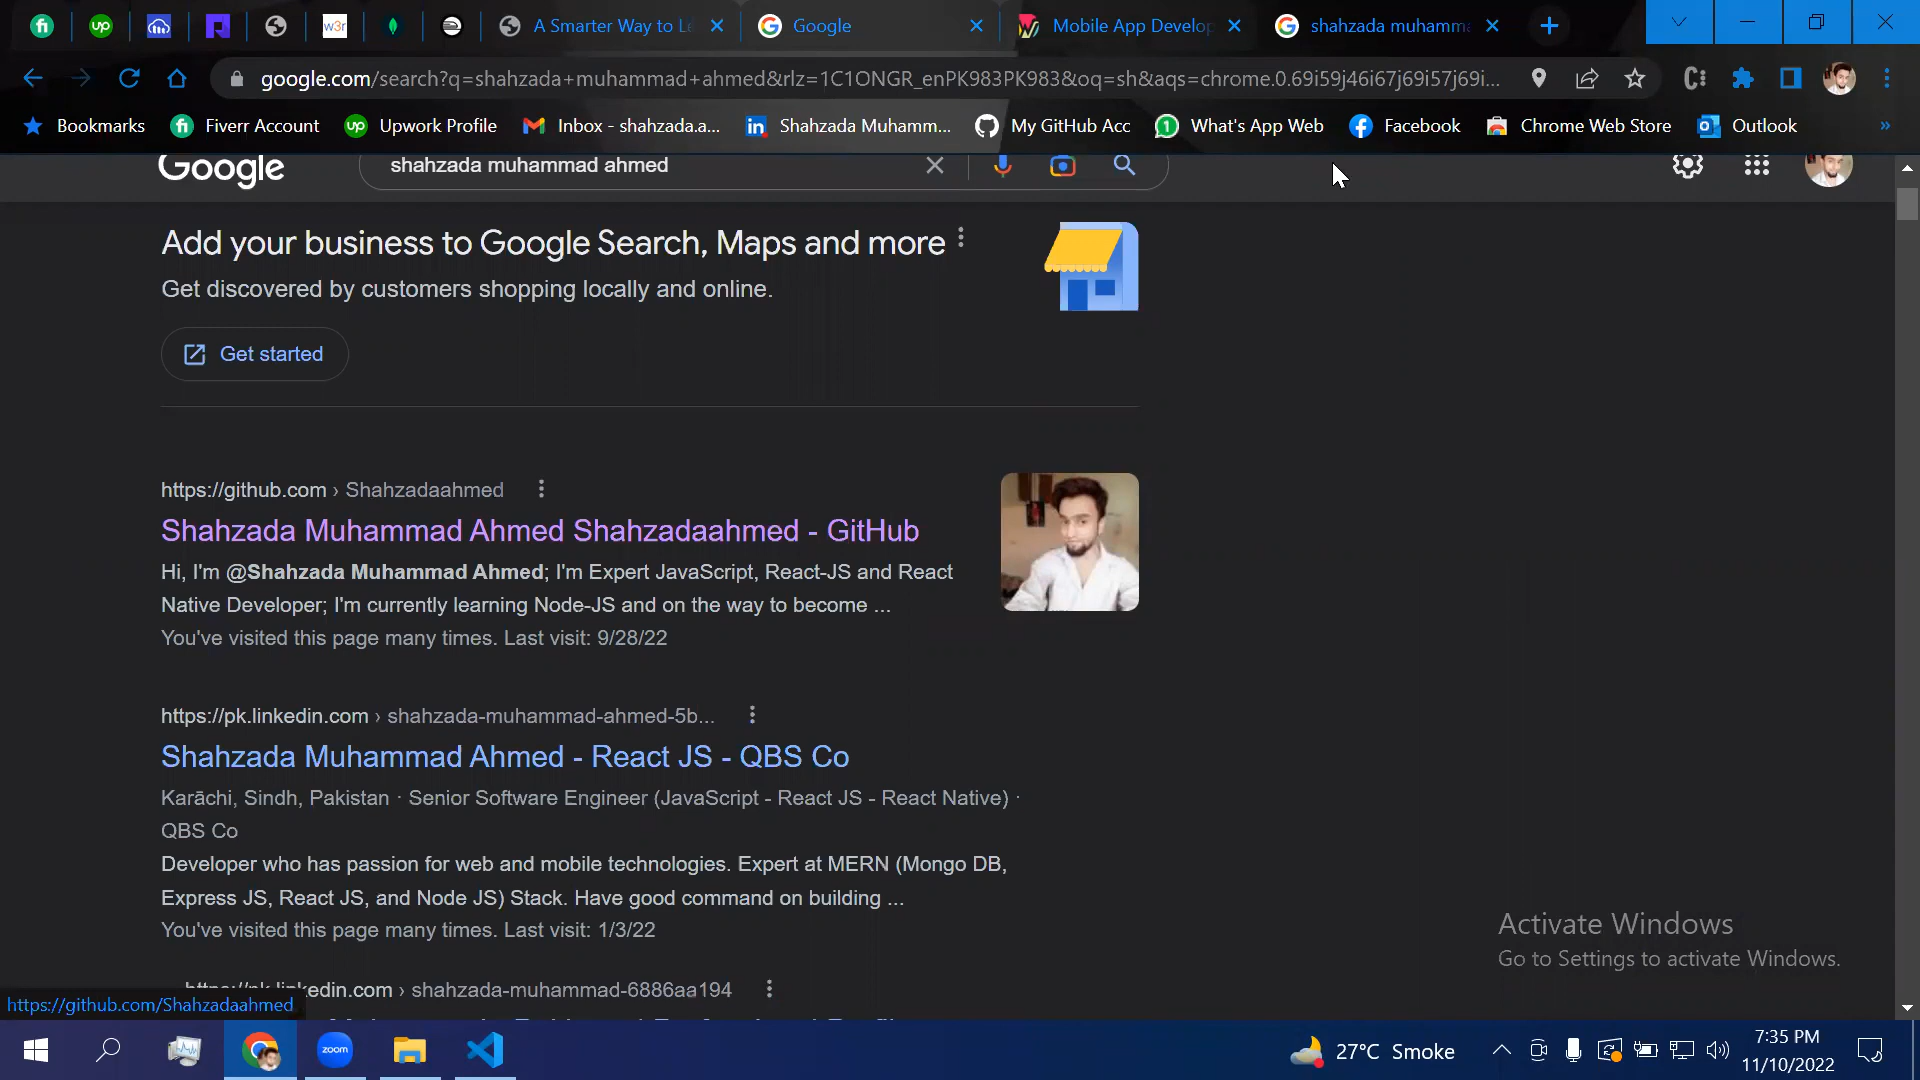 A Smarter Way to Le
Google
Mobile App Develop
shahzada muhamma
google.com/search?q=shahzada+muhammad+ahmed&rlz=1C1ONGR_enPK983PK983&oq=sh&aqs=chrome.0.69i59j46i67j69i57j69i...
Bookmarks
Fiverr Account
Upwork Profile
Inbox - shahzada.a...
Shahzada Muhamm...
My GitHub Acc
What's App Web
Facebook
Chrome Web Store
Outlook
»
Google
shahzada muhammad ahmed
Add your business to Google Search, Maps and more
Get discovered by customers shopping locally and online.
Get started
https://github.com › Shahzadaahmed
Shahzada Muhammad Ahmed Shahzadaahmed - GitHub
Hi, I'm @Shahzada Muhammad Ahmed; I'm Expert JavaScript, React-JS and React
Native Developer; I'm currently learning Node-JS and on the way to become ...
You've visited this page many times. Last visit: 9/28/22
https://pk.linkedin.com › shahzada-muhammad-ahmed-5b...
Shahzada Muhammad Ahmed - React JS - QBS Co
Karāchi, Sindh, Pakistan · Senior Software Engineer (JavaScript - React JS - React Native) ·
QBS Co
Developer who has passion for web and mobile technologies. Expert at MERN (Mongo DB,
Express JS, React JS, and Node JS) Stack. Have good command on building ...
You've visited this page many times. Last visit: 1/3/22
https://pk.linkedin.com › shahzada-muhammad-6886aa194
Activate Windows
Go to Settings to activate Windows.
https://github.com/Shahzadaahmed
zoom
27°C Smoke
7:35 PM
11/10/2022